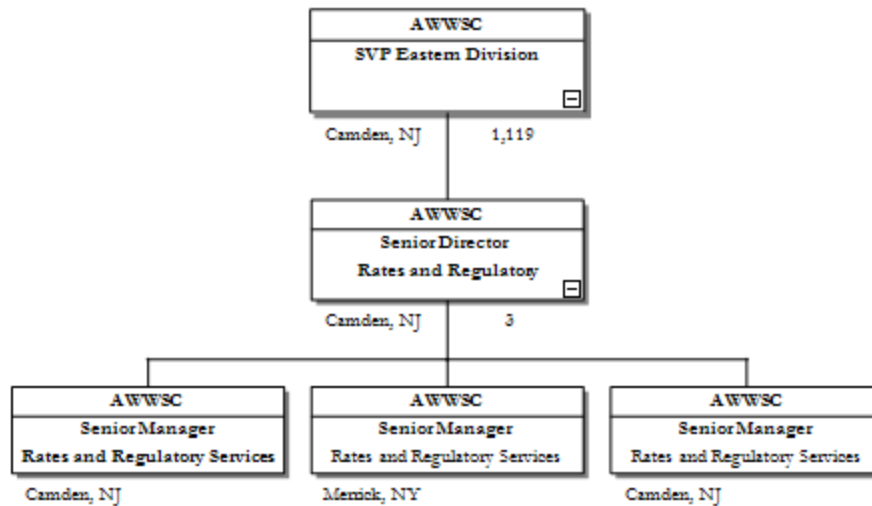 AWWSC
SVP Eastern Division
Camden, NJ 1,119
AWWSC
Senior Director
Rates and Regulatory
Camden, NJ 3
AWWSC
Senior Manager
Rates and Regulatory Services
Camden, NJ
AWWSC
Senior Manager
Rates and Regulatory Services
Merrick, NY
AWWSC
Senior Manager
Rates and Regulatory Services
Camden, NJ